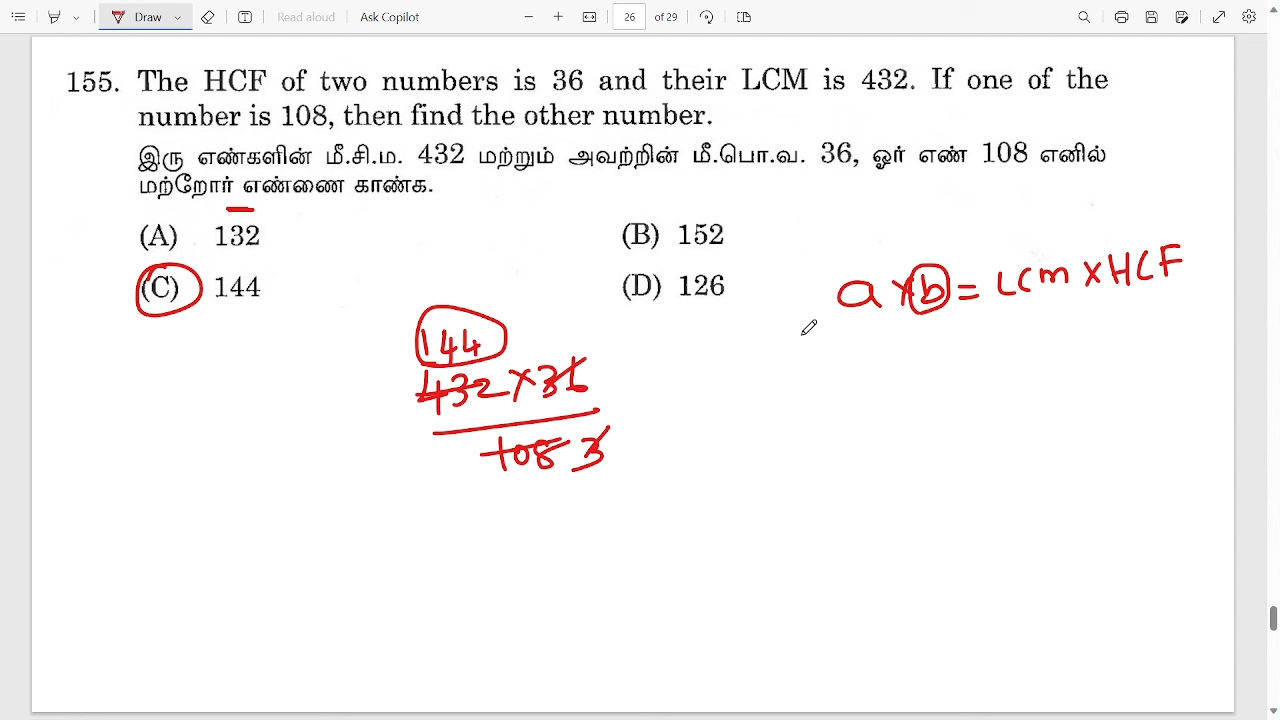 Draw
Read aloud
Ask Copilot
26
of 29
155. The HCF of two numbers is 36 and their LCM is 432. If one of the
number is 108, then find the other number.
இரு எண்களின் மீ.சி.ம. 432 மற்றும் அவற்றின் மீ.பொ.வ. 36, ஓர் எண் 108 எனில்
மற்றோர் எண்ணை காண்க.
(A) 132
(B) 152
(C) 144
(D) 126
a × b = LCm × HCF
144
432 × 36
108 3